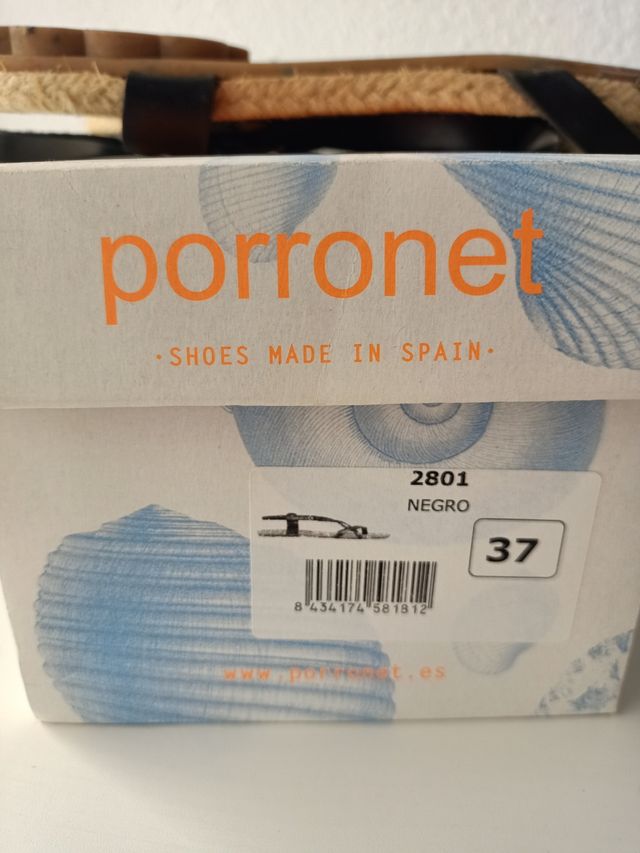 porronet
·SHOES MADE IN SPAIN·
2801
NEGRO
37
8 434174 581812
www.porronet.es